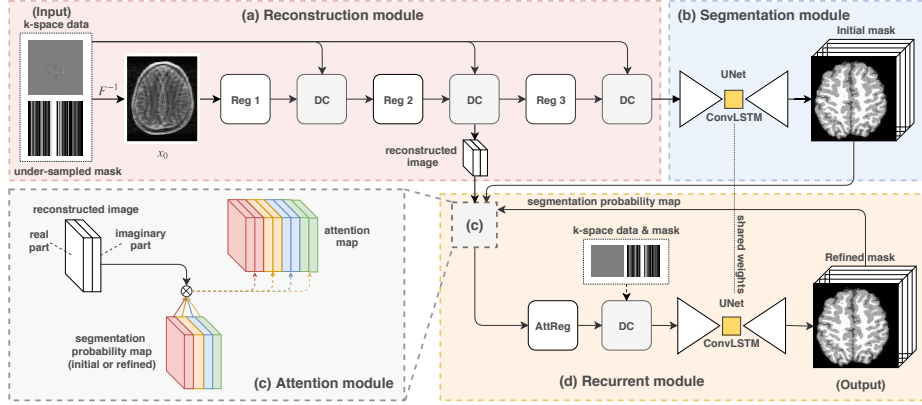 (Input)
k-space data
(a) Reconstruction module
F⁻¹
x₀
under-sampled mask
Reg 1
DC
Reg 2
DC
Reg 3
DC
reconstructed
image
(b) Segmentation module
Initial mask
UNet
ConvLSTM
reconstructed image
real
part
imaginary
part
attention
map
segmentation
probability map
(initial or refined)
(c) Attention module
(c)
segmentation probability map
k-space data & mask
shared weights
Refined mask
AttReg
DC
UNet
ConvLSTM
(d) Recurrent module
(Output)